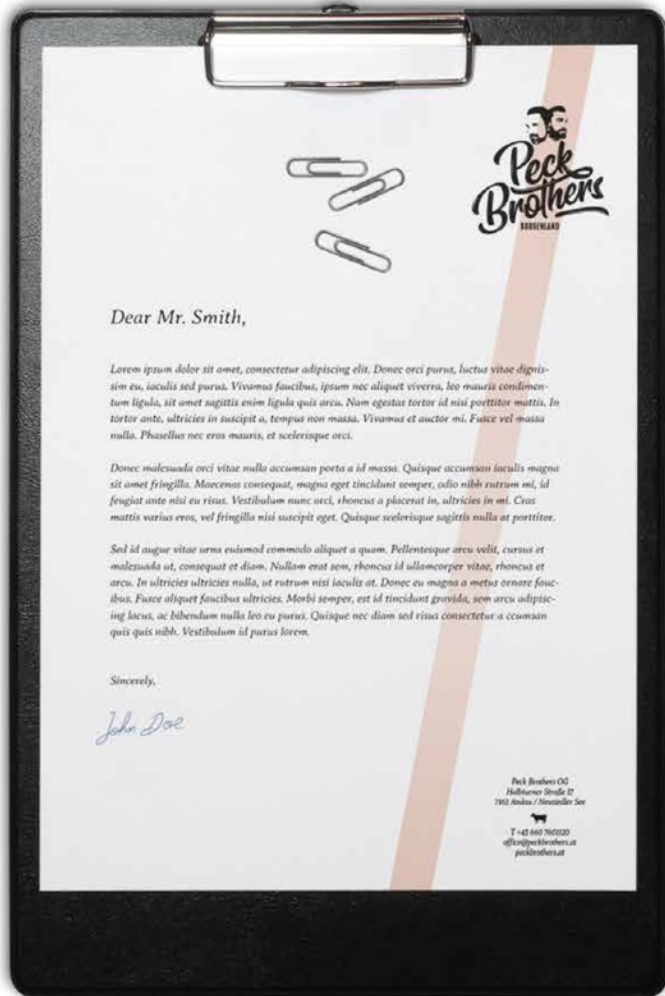 Peck
Brothers
BURGENLAND
Dear Mr. Smith,
Lorem ipsum dolor sit amet, consectetur adipiscing elit. Donec orci purus, luctus vitae dignis-
sim eu, iaculis sed purus. Vivamus faucibus, ipsum nec aliquet viverra, leo mauris condimen-
tum ligula, sit amet sagittis enim ligula quis arcu. Nam egestas tortor id nisi porttitor mattis. In
tortor ante, ultricies in suscipit a, tempus non massa. Vivamus et auctor mi. Fusce vel massa
nulla. Phasellus nec eros mauris, et scelerisque orci.
Donec malesuada orci vitae nulla accumsan porta a id massa. Quisque accumsan iaculis magna
sit amet fringilla. Maecenas consequat, magna eget tincidunt semper, odio nibh rutrum mi, id
feugiat ante nisi eu risus. Vestibulum nunc orci, rhoncus a placerat in, ultricies in mi. Cras
mattis varius eros, vel fringilla nisi suscipit eget. Quisque scelerisque sagittis nulla at porttitor.
Sed id augue vitae urna euismod commodo aliquet a quam. Pellentesque arcu velit, cursus et
malesuada ut, consequat et diam. Nullam erat sem, rhoncus id ullamcorper vitae, rhoncus et
arcu. In ultricies ultricies nulla, ut rutrum nisi iaculis at. Donec eu magna a metus ornare fauc-
ibus. Fusce aliquet faucibus ultricies. Morbi semper, est id tincidunt gravida, sem arcu adipisc-
ing lacus, ac bibendum nulla leo eu purus. Quisque nec diam sed risus consectetur a ccumsan
quis quis nibh. Vestibulum id purus lorem.
Sincerely,
John Doe
Peck Brothers OG
Halbturner Straße 17
7163 Andau / Neusiedler See
T +43 660 7601120
office@peckbrothers.at
peckbrothers.at